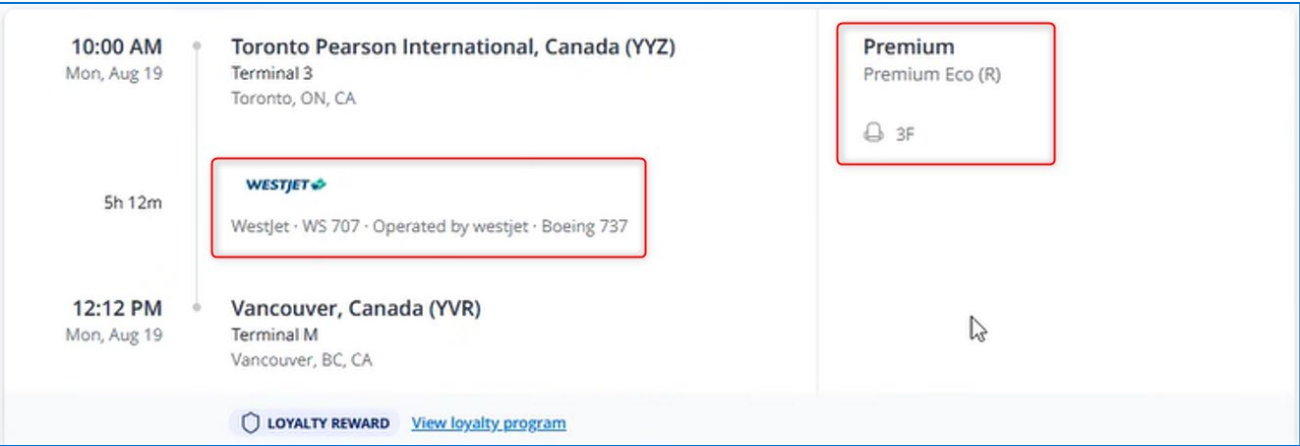 10:00 AM
Mon, Aug 19
Toronto Pearson International, Canada (YYZ)
Terminal 3
Toronto, ON, CA
Premium
Premium Eco (R)
3F
5h 12m
WESTJET
WestJet · WS 707 · Operated by westjet · Boeing 737
12:12 PM
Mon, Aug 19
Vancouver, Canada (YVR)
Terminal M
Vancouver, BC, CA
LOYALTY REWARD View loyalty program